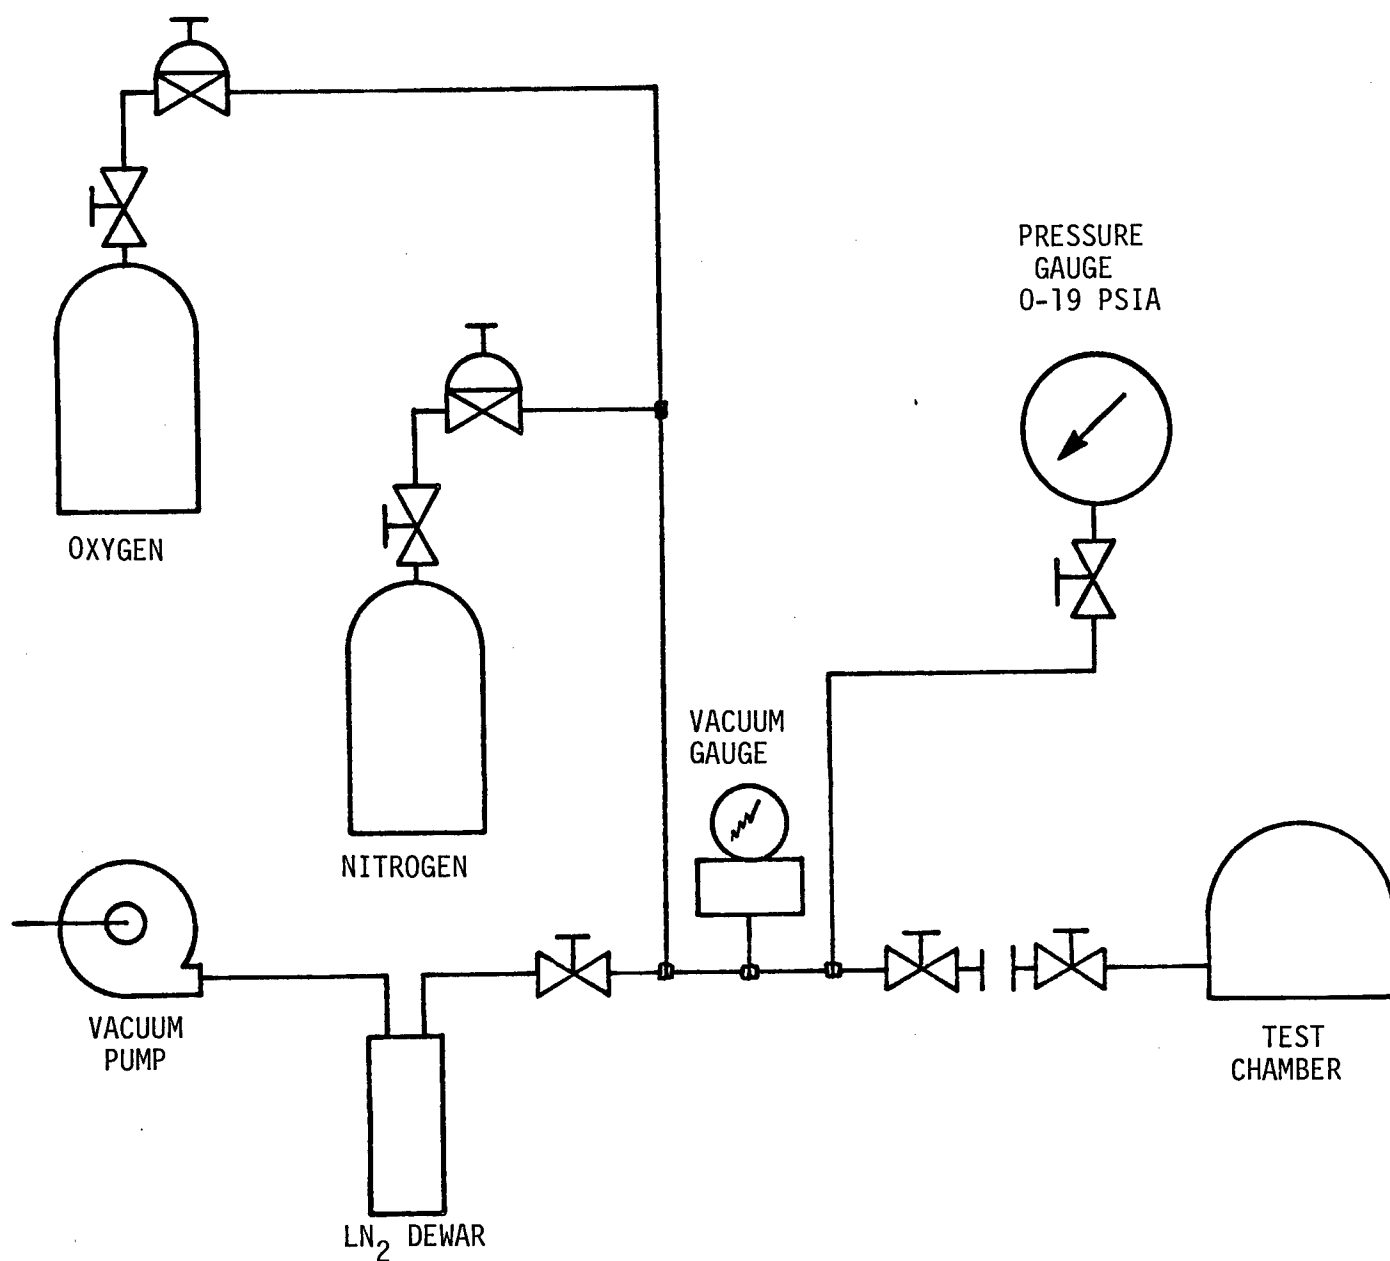 PRESSURE
GAUGE
0-19 PSIA
OXYGEN
VACUUM
GAUGE
NITROGEN
VACUUM
PUMP
TEST
CHAMBER
LN2 DEWAR